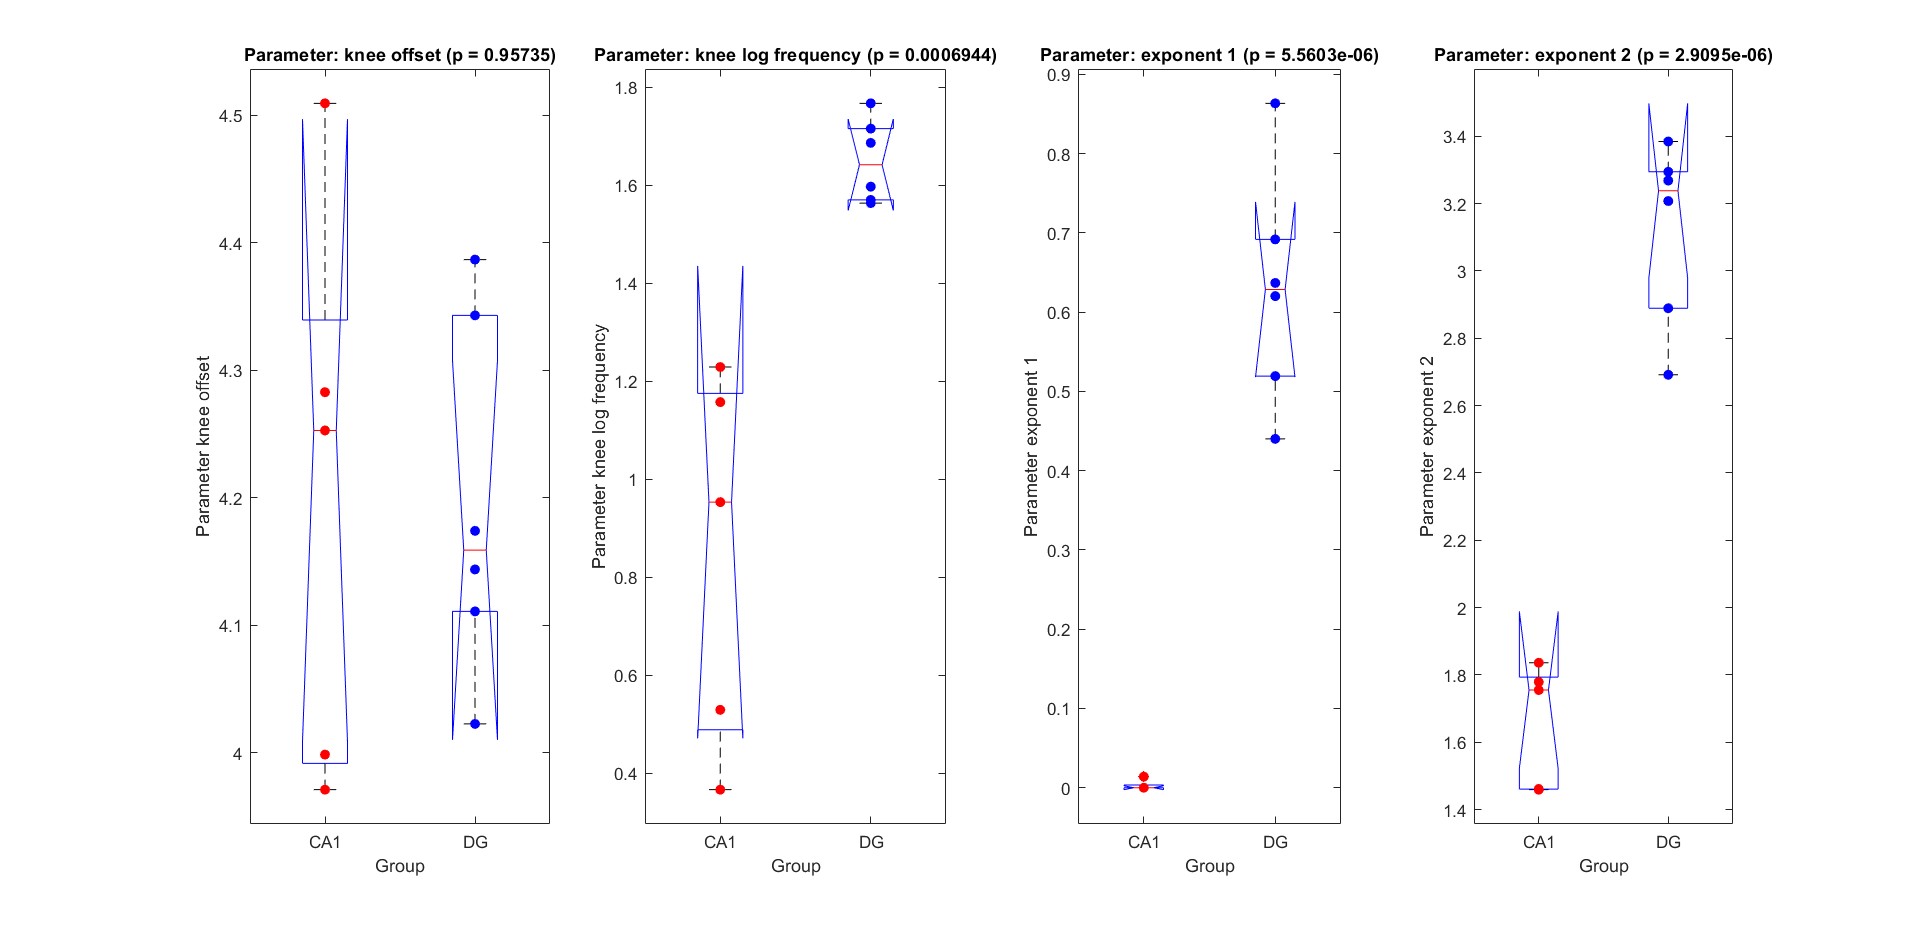 Parameter: knee offset (p = 0.95735)
Parameter knee offset
4.5
4.4
4.3
4.2
4.1
4
CA1
DG
Group
Parameter: knee log frequency (p = 0.0006944)
Parameter knee log frequency
1.8
1.6
1.4
1.2
1
0.8
0.6
0.4
CA1
DG
Group
Parameter: exponent 1 (p = 5.5603e-06)
Parameter exponent 1
0.9
0.8
0.7
0.6
0.5
0.4
0.3
0.2
0.1
0
CA1
DG
Group
Parameter: exponent 2 (p = 2.9095e-06)
Parameter exponent 2
3.4
3.2
3
2.8
2.6
2.4
2.2
2
1.8
1.6
1.4
CA1
DG
Group